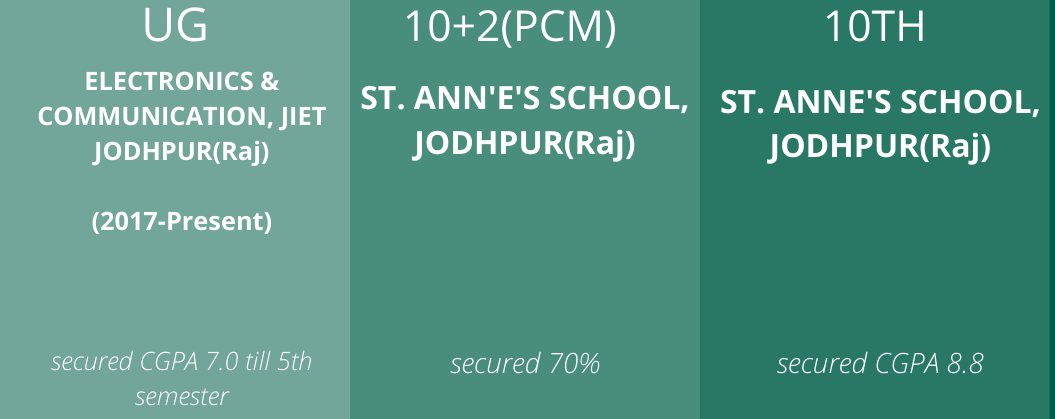 UG
ELECTRONICS &
COMMUNICATION, JIET
JODHPUR(Raj)
(2017-Present)
secured CGPA 7.0 till 5th
semester
10+2(PCM)
ST. ANN'E'S SCHOOL,
JODHPUR(Raj)
secured 70%
10TH
ST. ANNE'S SCHOOL,
JODHPUR(Raj)
secured CGPA 8.8